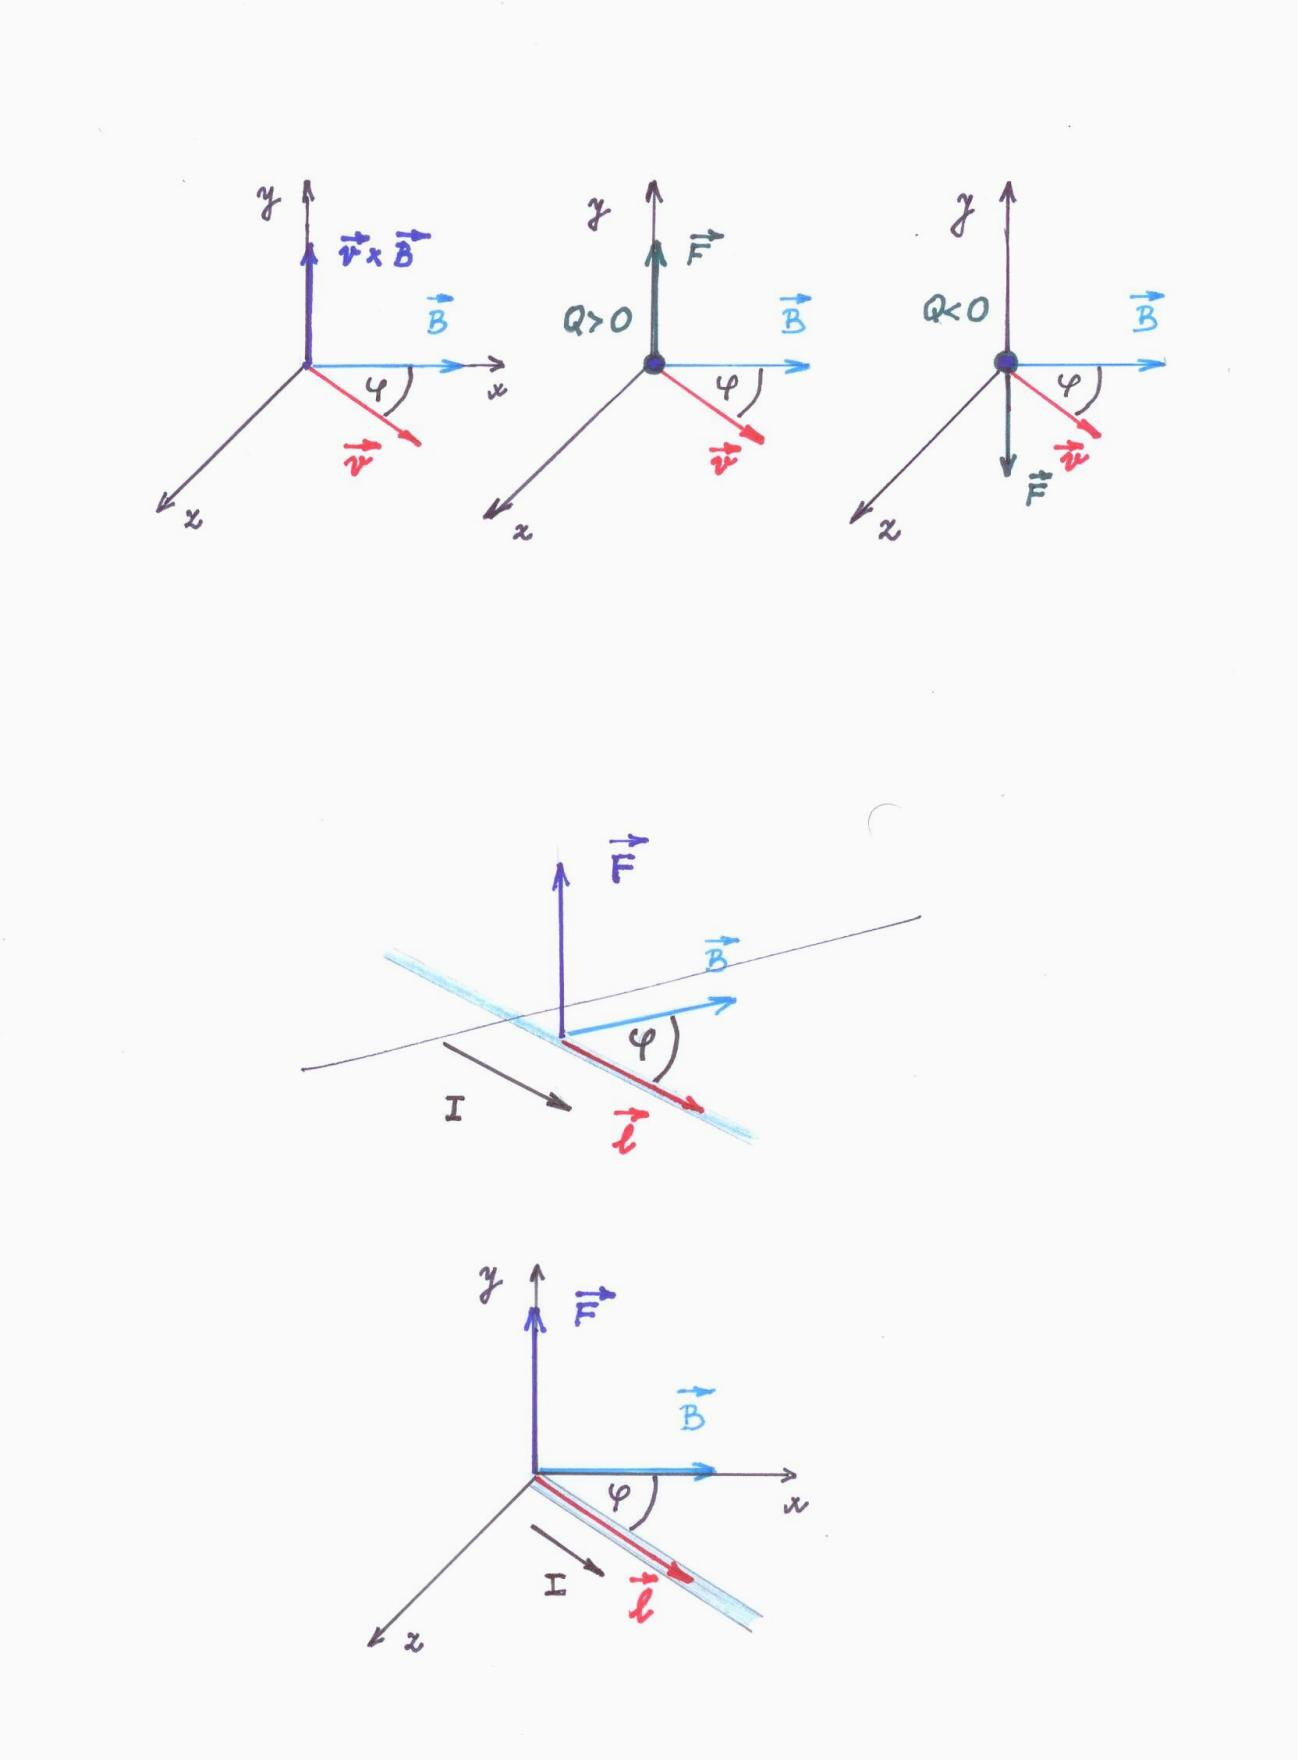 y y y
v⃗ x B⃗ F⃗
B⃗ Q>0 B⃗ Q<0 B⃗
φ x φ φ
v⃗ v⃗ v⃗
z z z F⃗
F⃗
B⃗
φ
I l⃗
y F⃗
B⃗
φ x
I l⃗
z